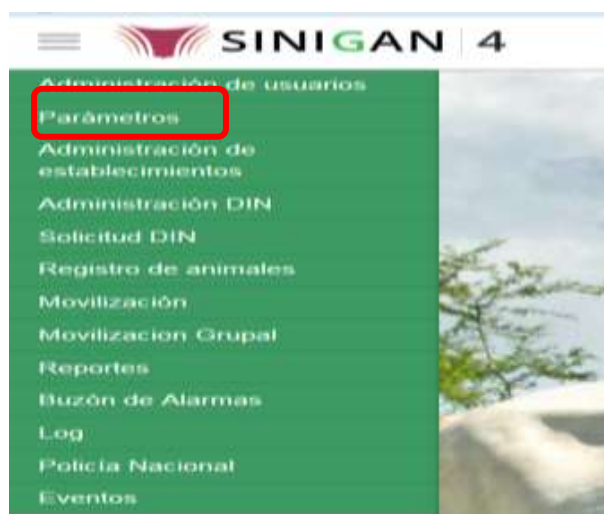 SINIGAN 4
Administración de usuarios
Parámetros
Administración de
establecimientos
Administración DIN
Solicitud DIN
Registro de animales
Movilización
Movilizacion Grupal
Reportes
Buzón de Alarmas
Log
Policía Nacional
Eventos